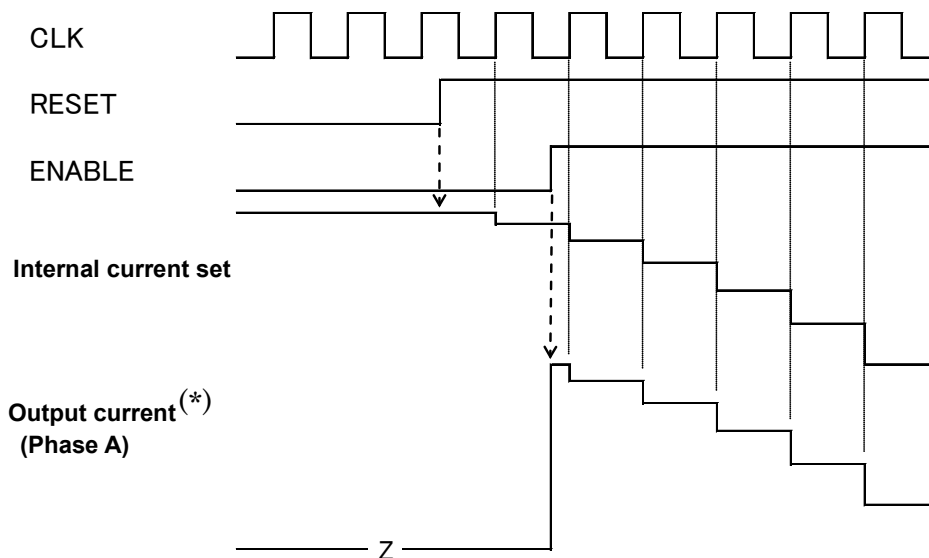 CLK
RESET
ENABLE
Internal current set
Output current(*)
(Phase A)
Z